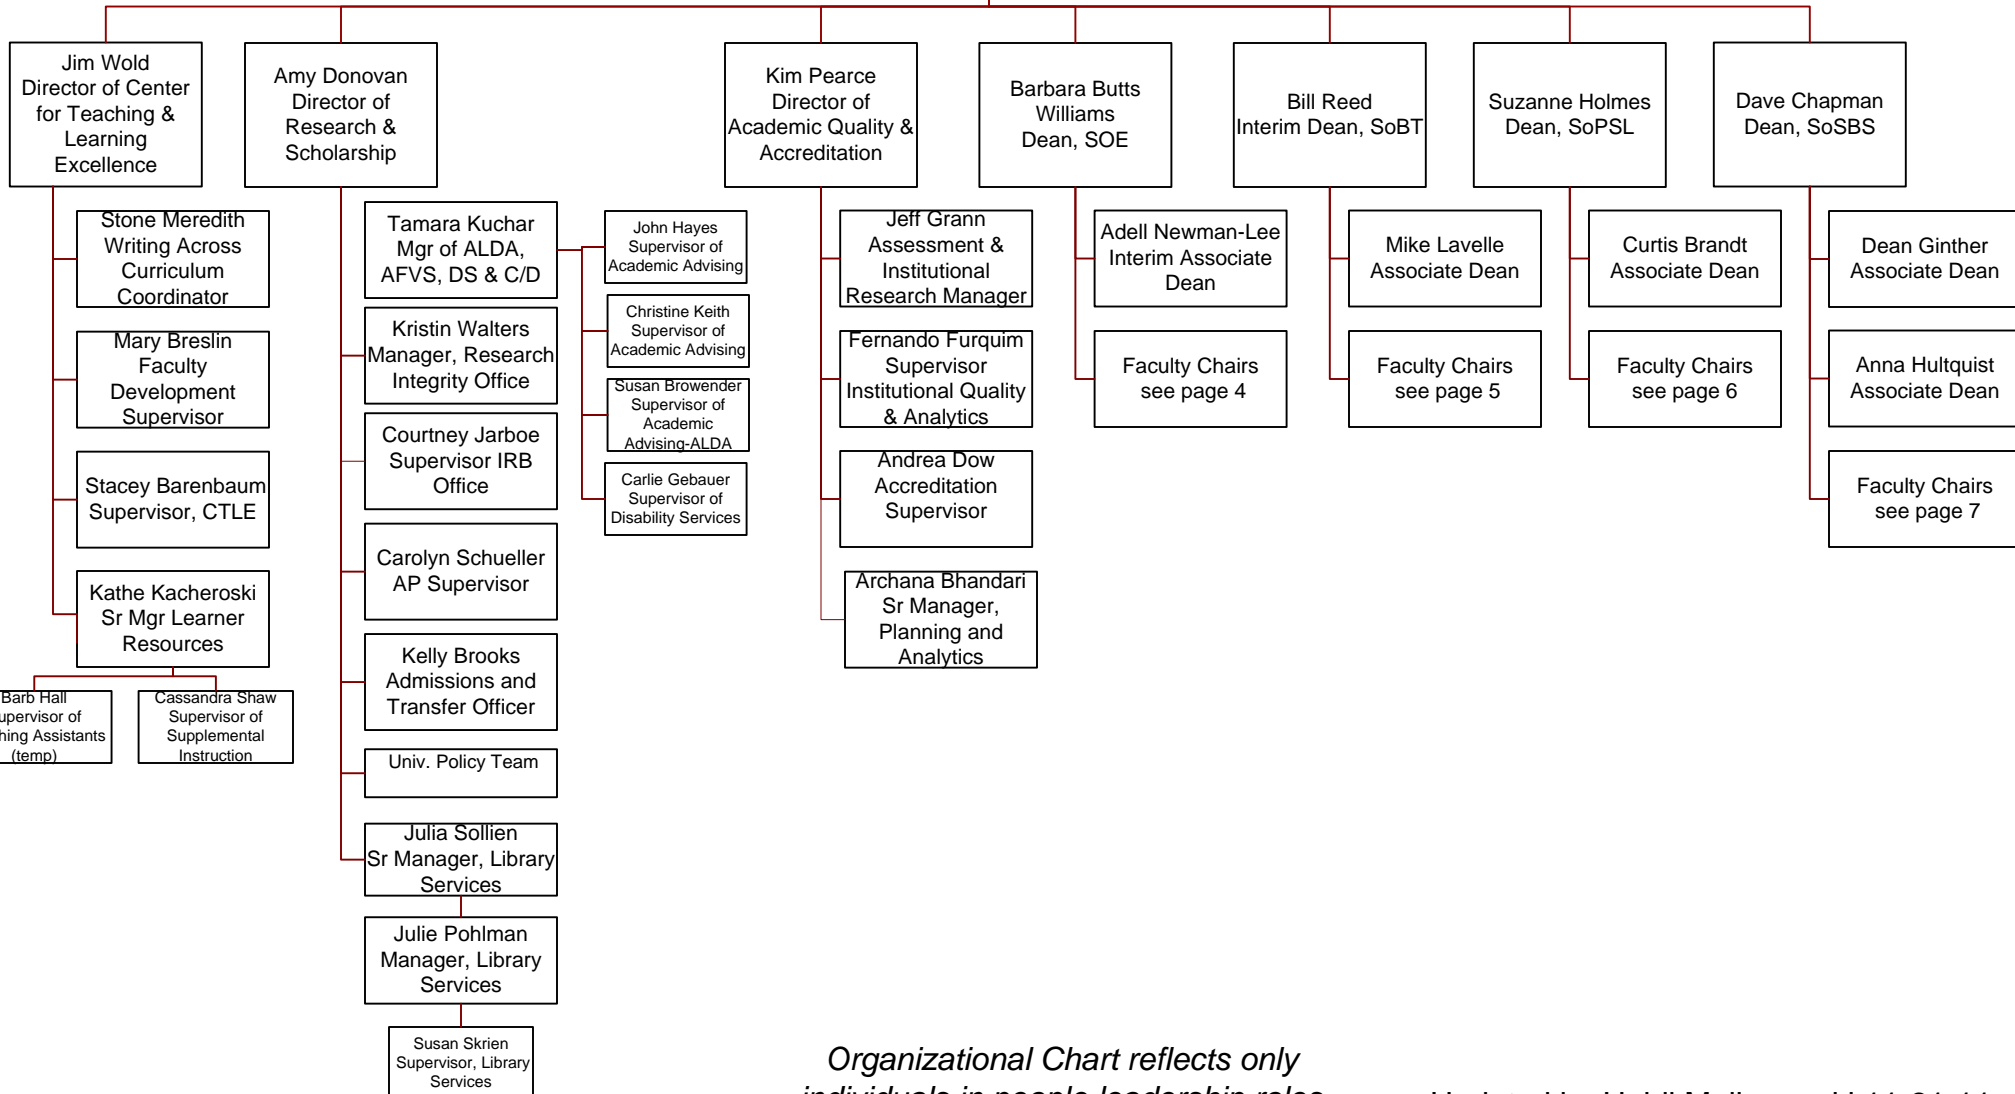 Jim Wold
Director of Center
for Teaching &
Learning
Excellence
Amy Donovan
Director of
Research &
Scholarship
Kim Pearce
Director of
Academic Quality &
Accreditation
Barbara Butts
Williams
Dean, SOE
Bill Reed
Interim Dean, SoBT
Suzanne Holmes
Dean, SoPSL
Dave Chapman
Dean, SoSBS
Stone Meredith
Writing Across
Curriculum
Coordinator
Mary Breslin
Faculty
Development
Supervisor
Stacey Barenbaum
Supervisor, CTLE
Kathe Kacheroski
Sr Mgr Learner
Resources
Barb Hall
of
Assistants
(temp)
Cassandra Shaw
Supervisor of
Supplemental
Instruction
Tamara Kuchar
Mgr of ALDA,
AFVS, DS & C/D
John Hayes
Supervisor of
Academic Advising
Christine Keith
Supervisor of
Academic Advising
Susan Browender
Supervisor of
Academic
Advising-ALDA
Carlie Gebauer
Supervisor of
Disability Services
Kristin Walters
Manager, Research
Integrity Office
Courtney Jarboe
Supervisor IRB
Office
Carolyn Schueller
AP Supervisor
Kelly Brooks
Admissions and
Transfer Officer
Univ. Policy Team
Julia Sollien
Sr Manager, Library
Services
Julie Pohlman
Manager, Library
Services
Susan Skrien
Supervisor, Library
Services
Jeff Grann
Assessment &
Institutional
Research Manager
Fernando Furquim
Supervisor
Institutional Quality
& Analytics
Andrea Dow
Accreditation
Supervisor
Archana Bhandari
Sr Manager,
Planning and
Analytics
Adell Newman-Lee
Interim Associate
Dean
Faculty Chairs
see page 4
Mike Lavelle
Associate Dean
Faculty Chairs
see page 5
Curtis Brandt
Associate Dean
Faculty Chairs
see page 6
Dean Ginther
Associate Dean
Anna Hultquist
Associate Dean
Faculty Chairs
see page 7
Organizational Chart reflects only
individuals in people leadership roles